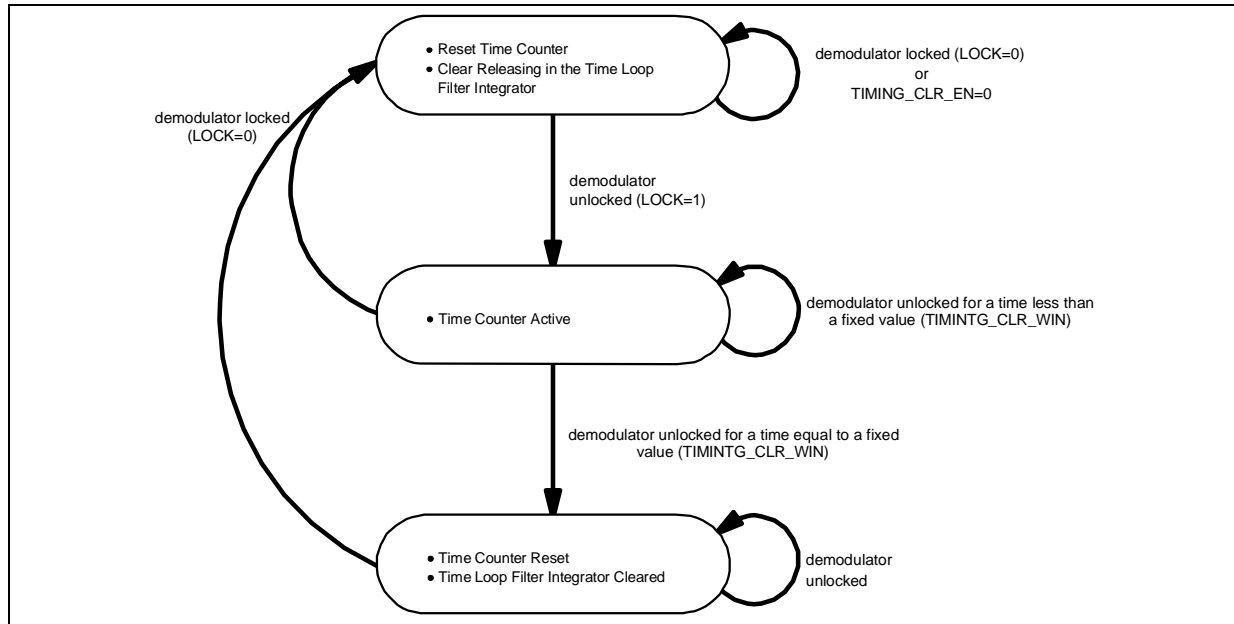 • Reset Time Counter
• Clear Releasing in the Time Loop
Filter Integrator
demodulator locked (LOCK=0)
or
TIMING_CLR_EN=0
demodulator locked
(LOCK=0)
demodulator
unlocked (LOCK=1)
• Time Counter Active
demodulator unlocked for a time less than
a fixed value (TIMINTG_CLR_WIN)
demodulator unlocked for a time equal to a fixed
value (TIMINTG_CLR_WIN)
• Time Counter Reset
• Time Loop Filter Integrator Cleared
demodulator
unlocked